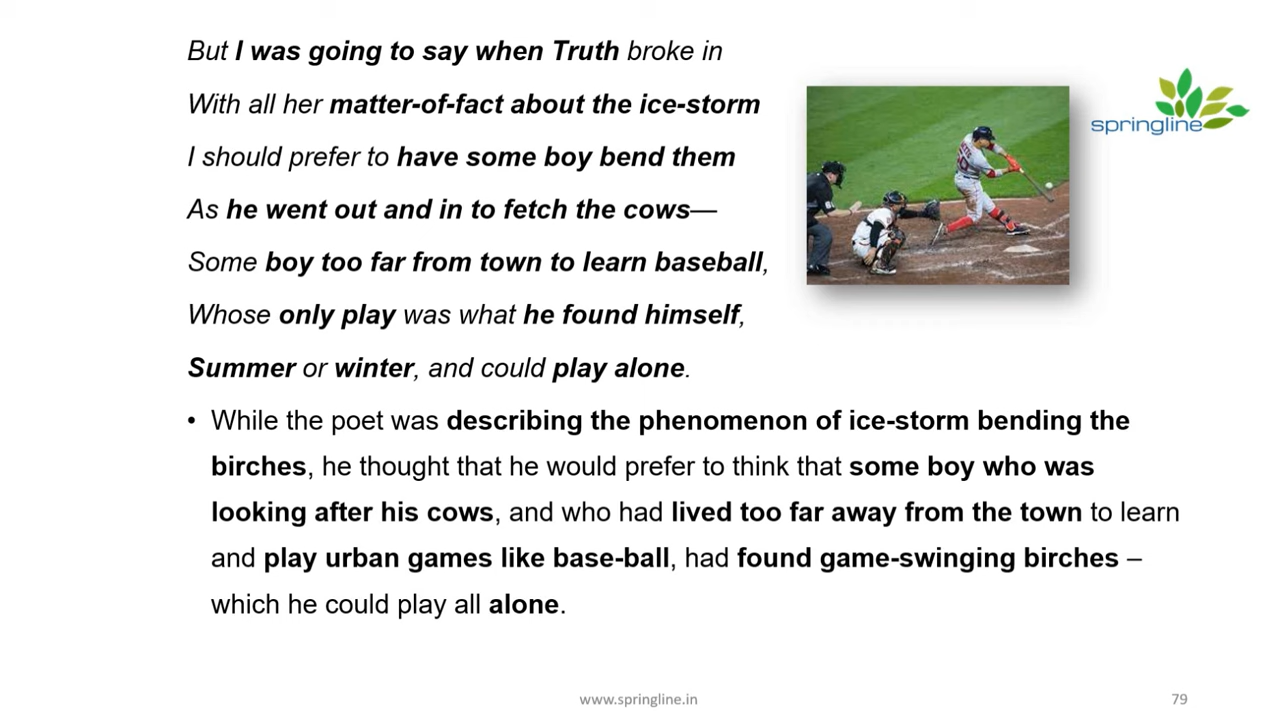 But I was going to say when Truth broke in
With all her matter-of-fact about the ice-storm
I should prefer to have some boy bend them
As he went out and in to fetch the cows—
Some boy too far from town to learn baseball,
Whose only play was what he found himself,
Summer or winter, and could play alone.
springline
• While the poet was describing the phenomenon of ice-storm bending the
birches, he thought that he would prefer to think that some boy who was
looking after his cows, and who had lived too far away from the town to learn
and play urban games like base-ball, had found game-swinging birches –
which he could play all alone.
www.springline.in
79